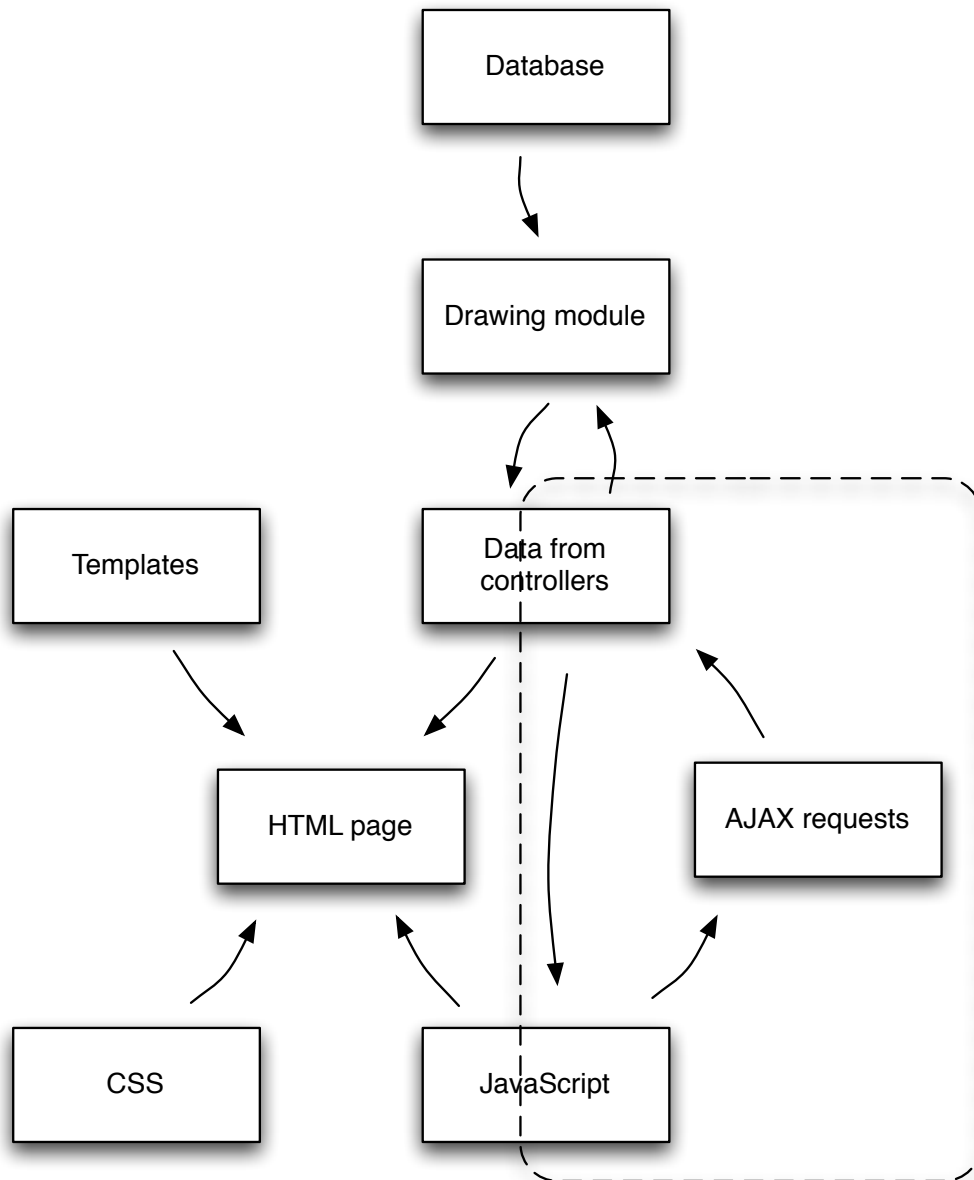 Database
Drawing module
Templates
Data from
controllers
HTML page
AJAX requests
CSS
JavaScript